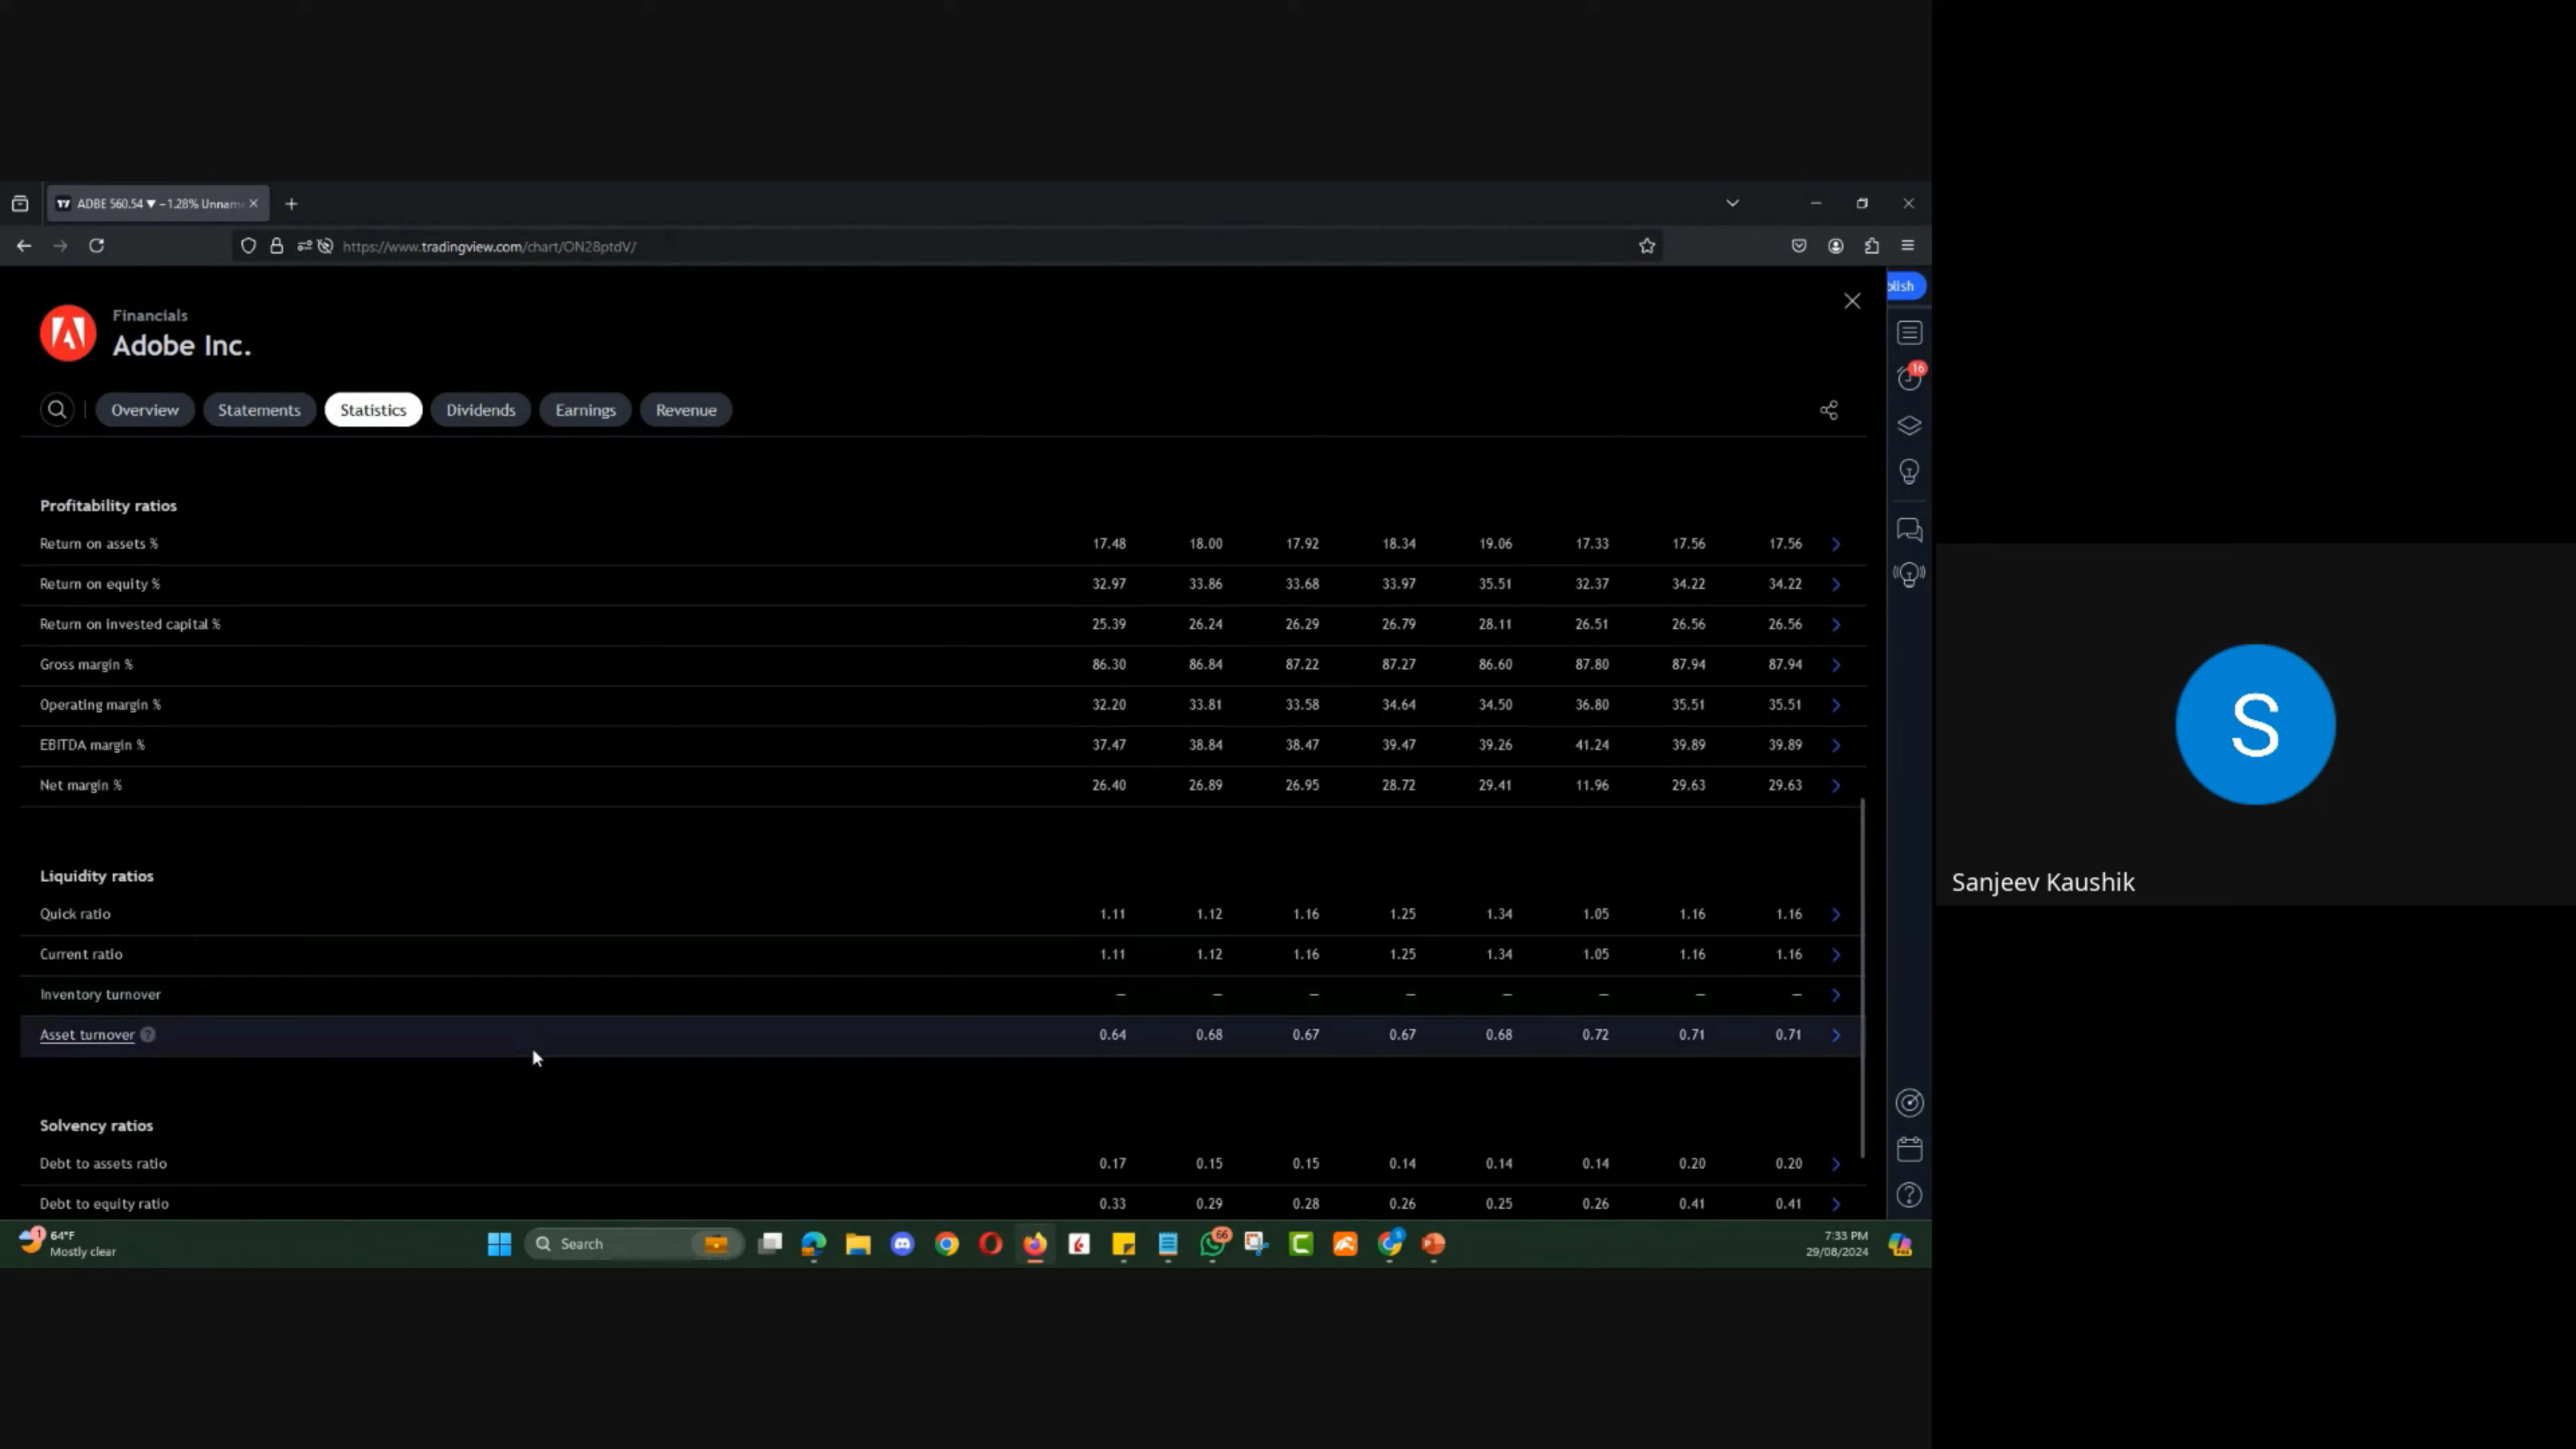 ADBE 560.54 ▼ −1.28% Unnam
https://www.tradingview.com/chart/ON28ptdV/
blish
Financials
Adobe Inc.
16
Overview Statements Statistics Dividends Earnings Revenue
Profitability ratios
Return on assets % 17.48 18.00 17.92 18.34 19.06 17.33 17.56 17.56
Return on equity % 32.97 33.86 33.68 33.97 35.51 32.37 34.22 34.22
Return on invested capital % 25.39 26.24 26.29 26.79 28.11 26.51 26.56 26.56
Gross margin % 86.30 86.84 87.22 87.27 86.60 87.80 87.94 87.94
Operating margin % 32.20 33.81 33.58 34.64 34.50 36.80 35.51 35.51
EBITDA margin % 37.47 38.84 38.47 39.47 39.26 41.24 39.89 39.89
Net margin % 26.40 26.89 26.95 28.72 29.41 11.96 29.63 29.63
Liquidity ratios
Quick ratio 1.11 1.12 1.16 1.25 1.34 1.05 1.16 1.16
Current ratio 1.11 1.12 1.16 1.25 1.34 1.05 1.16 1.16
Inventory turnover — — — — — — — —
Asset turnover ? 0.64 0.68 0.67 0.67 0.68 0.72 0.71 0.71
Solvency ratios
Debt to assets ratio 0.17 0.15 0.15 0.14 0.14 0.14 0.20 0.20
Debt to equity ratio 0.33 0.29 0.28 0.26 0.25 0.26 0.41 0.41
1 64°F
Mostly clear
Search
66
7:33 PM
29/08/2024
S
Sanjeev Kaushik